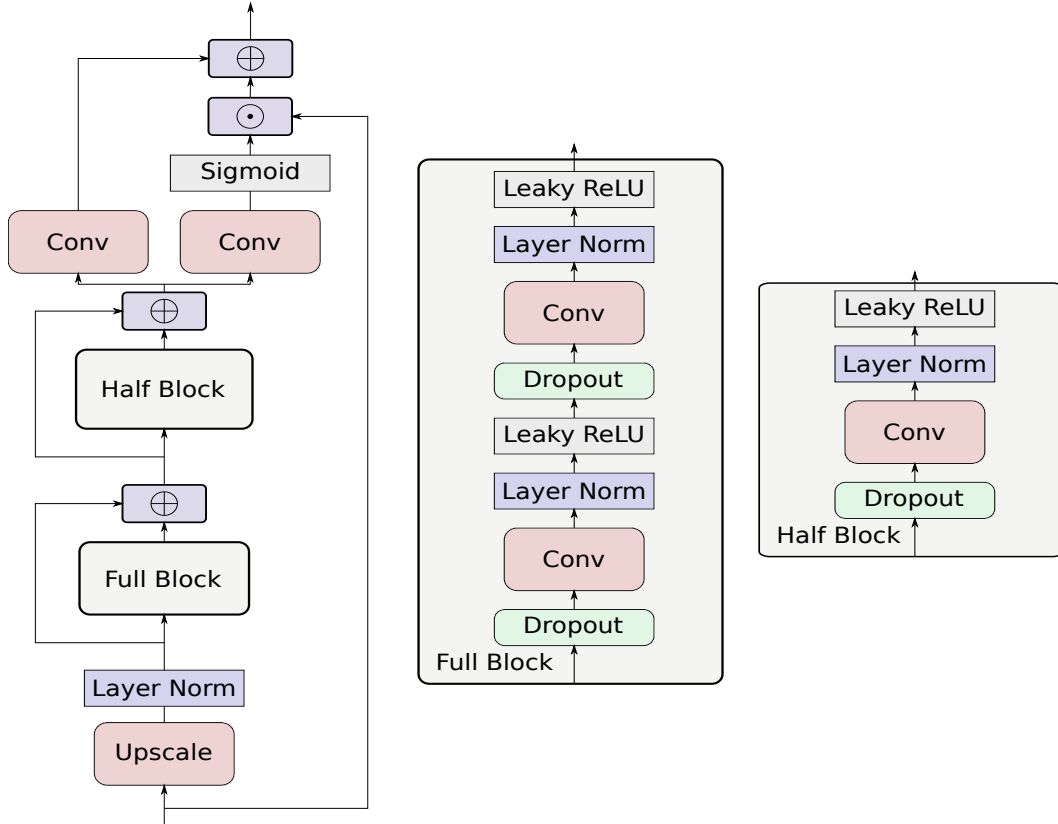 Sigmoid
Conv
Conv
Half Block
Full Block
Layer Norm
Upscale
Leaky ReLU
Layer Norm
Conv
Dropout
Leaky ReLU
Layer Norm
Conv
Dropout
Full Block
Leaky ReLU
Layer Norm
Conv
Dropout
Half Block